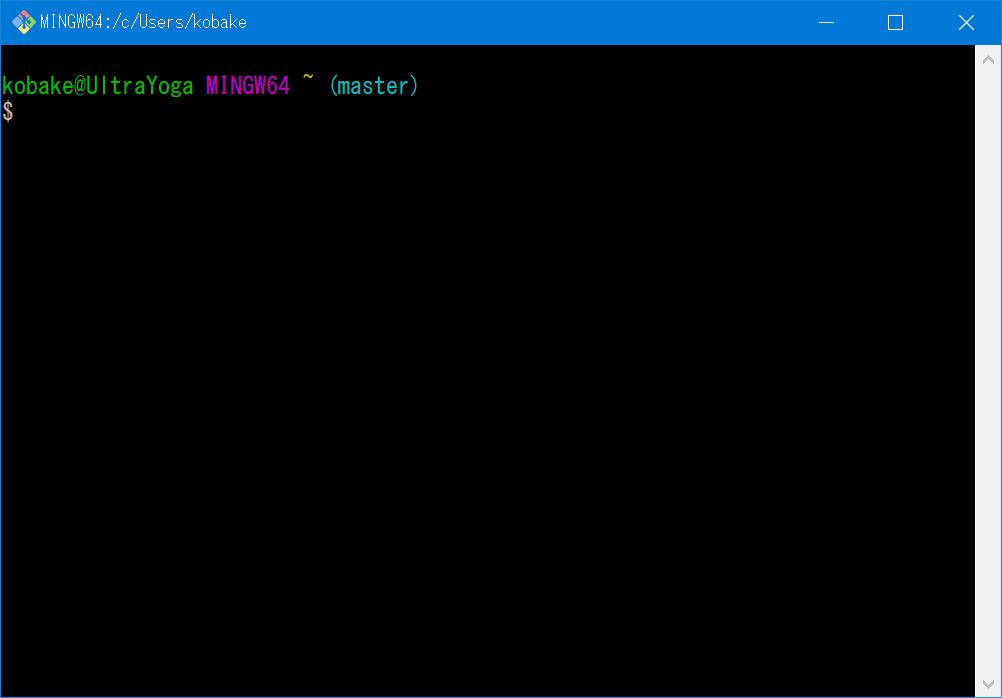 MINGW64:/c/Users/kobake
kobake@UltraYoga MINGW64 ~ (master)
$